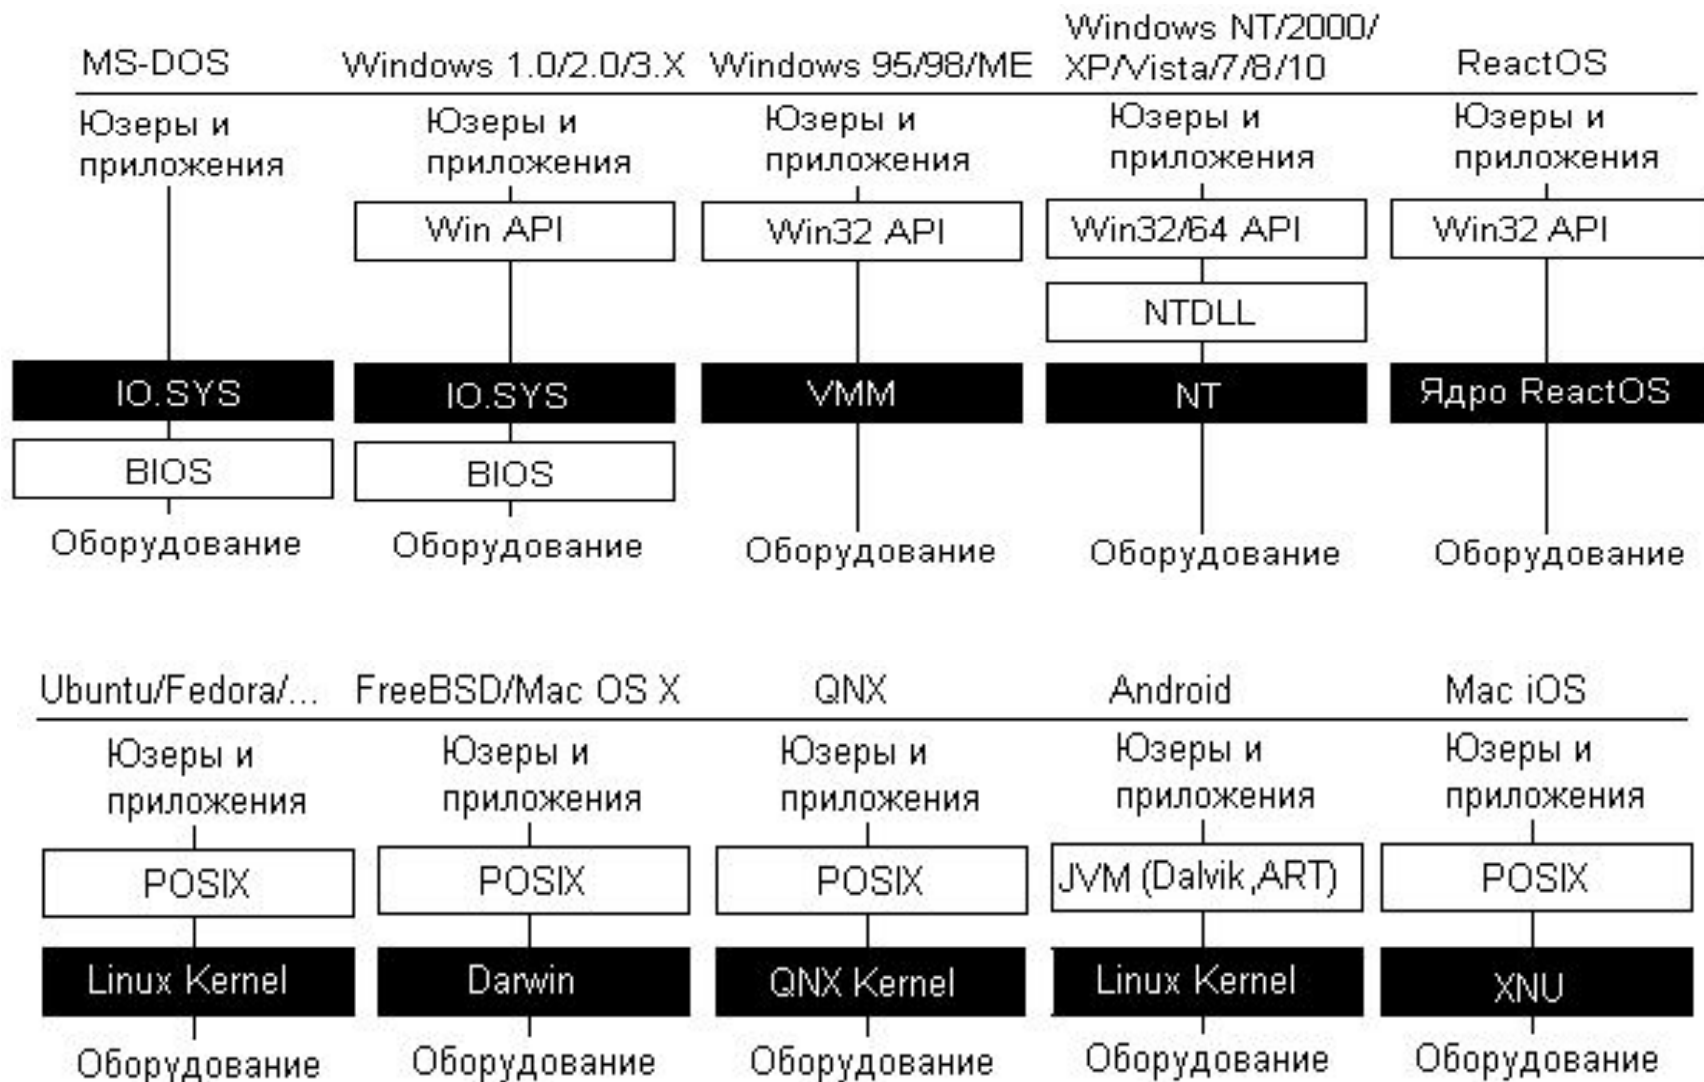 MS-DOS
Windows 1.0/2.0/3.X
Windows 95/98/ME
Windows NT/2000/
XP/Vista/7/8/10
ReactOS
Юзеры и
приложения
Юзеры и
приложения
Юзеры и
приложения
Юзеры и
приложения
Юзеры и
приложения
Win API
Win32 API
Win32/64 API
Win32 API
NTDLL
IO.SYS
IO.SYS
VMM
NT
Ядро ReactOS
BIOS
BIOS
Оборудование
Оборудование
Оборудование
Оборудование
Оборудование
Ubuntu/Fedora/...
FreeBSD/Mac OS X
QNX
Android
Mac iOS
Юзеры и
приложения
Юзеры и
приложения
Юзеры и
приложения
Юзеры и
приложения
Юзеры и
приложения
POSIX
POSIX
POSIX
JVM (Dalvik,ART)
POSIX
Linux Kernel
Darwin
QNX Kernel
Linux Kernel
XNU
Оборудование
Оборудование
Оборудование
Оборудование
Оборудование